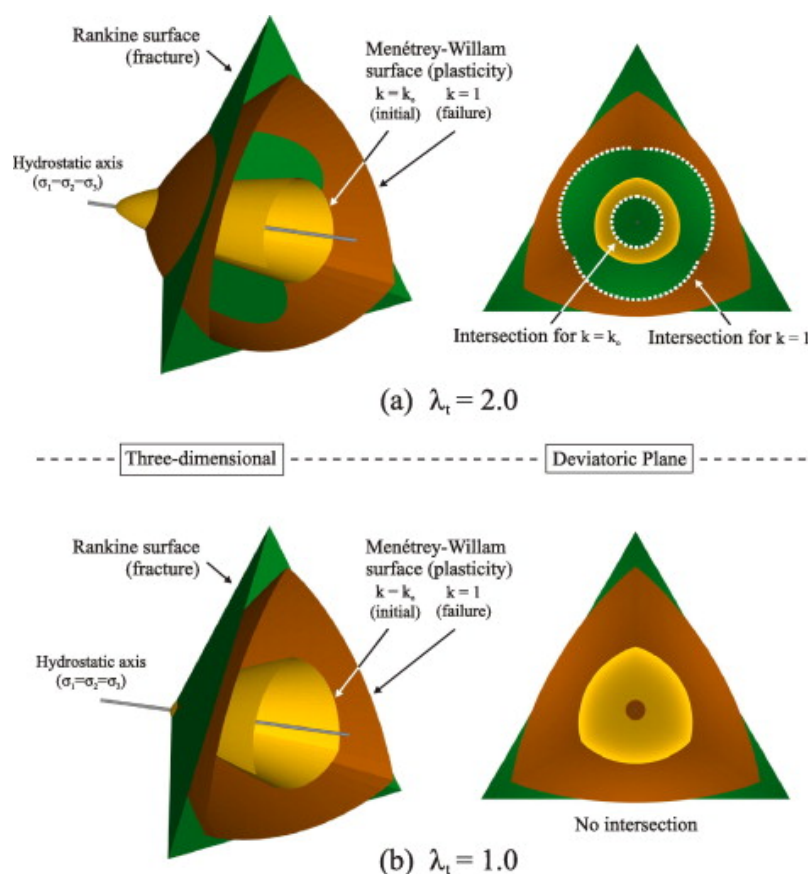 Rankine surface
(fracture)
Menétrey-Willam
surface (plasticity)
k = kₒ k = 1
(initial) (failure)
Hydrostatic axis
(σ₁=σ₂=σ₃)
Intersection for k = kₒ Intersection for k = 1
(a) λₜ = 2.0
Three-dimensional Deviatoric Plane
Rankine surface
(fracture)
Menétrey-Willam
surface (plasticity)
k = kₒ k = 1
(initial) (failure)
Hydrostatic axis
(σ₁=σ₂=σ₃)
No intersection
(b) λₜ = 1.0